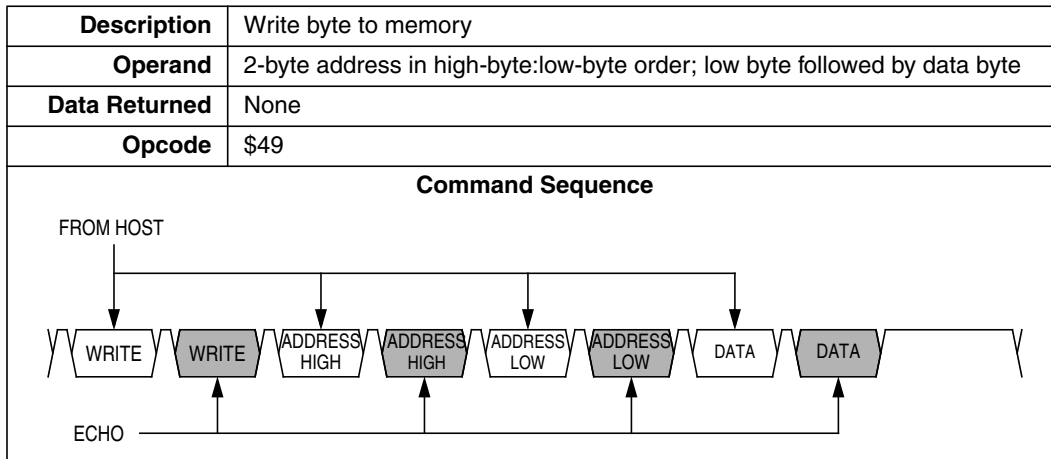 Description Write byte to memory
Operand 2-byte address in high-byte:low-byte order; low byte followed by data byte
Data Returned None
Opcode $49
Command Sequence
FROM HOST
WRITE WRITE ADDRESS HIGH ADDRESS HIGH ADDRESS LOW ADDRESS LOW DATA DATA
ECHO